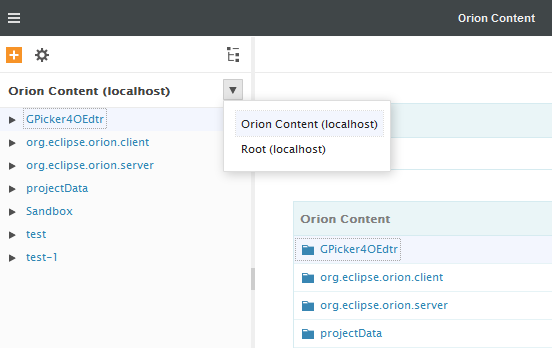 Orion Content
Orion Content (localhost)
GPicker4OEdtr
org.eclipse.orion.client
org.eclipse.orion.server
projectData
Sandbox
test
test-1
Orion Content (localhost)
Root (localhost)
Orion Content
GPicker4OEdtr
org.eclipse.orion.client
org.eclipse.orion.server
projectData